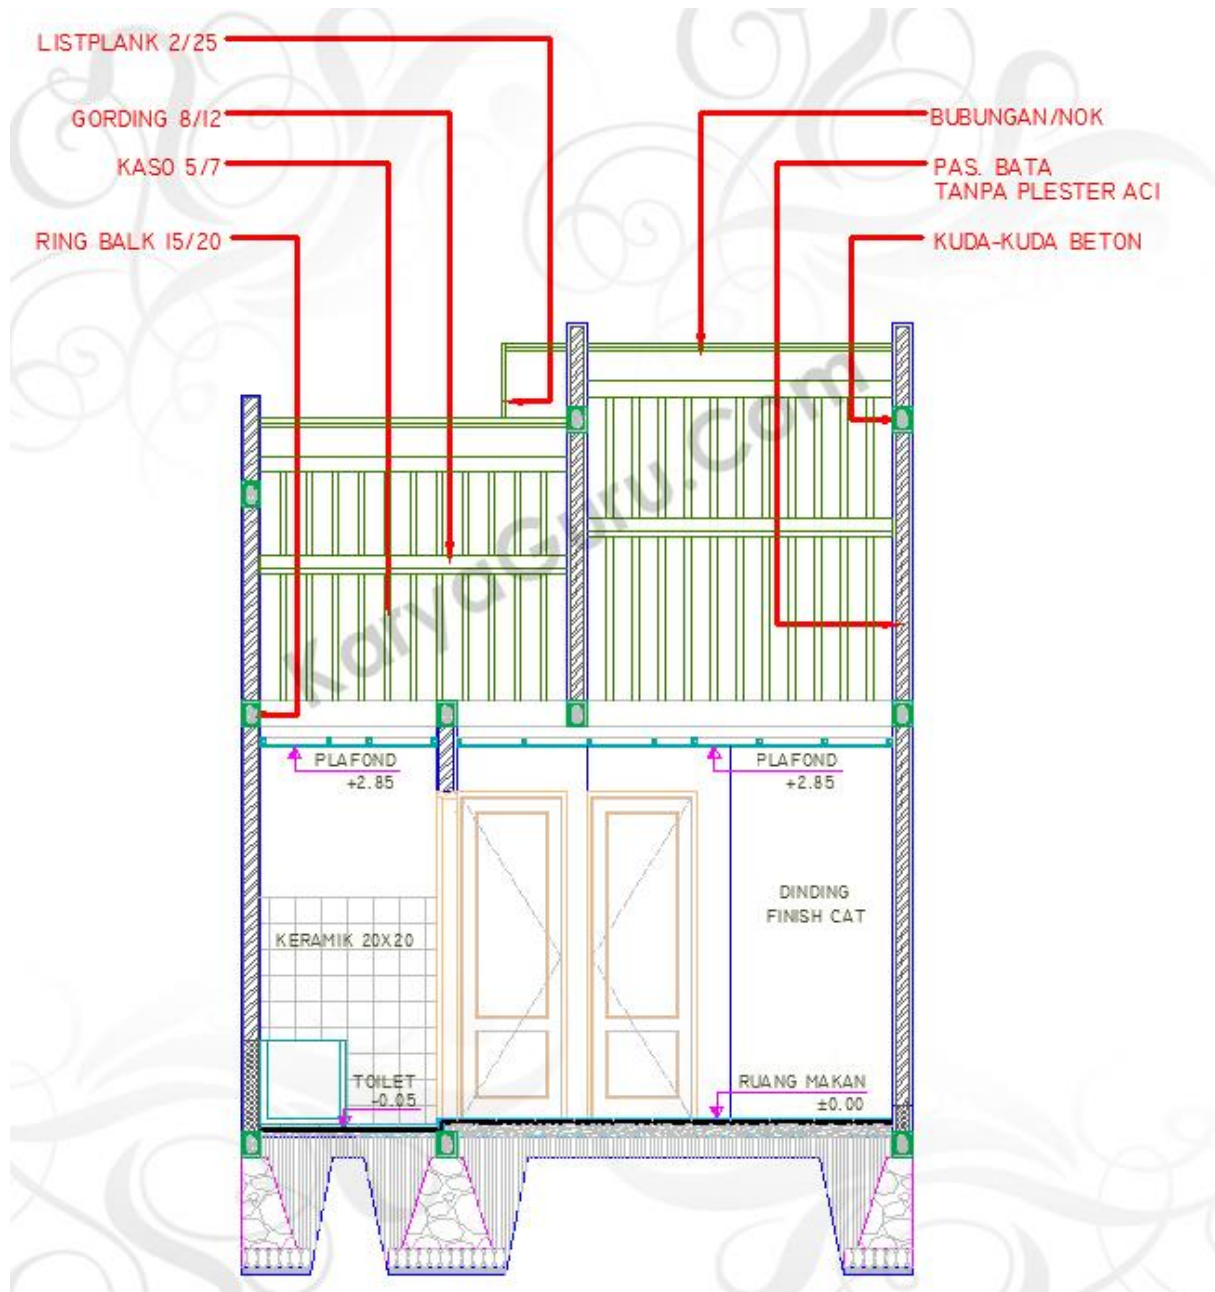 LISTPLANK 2/25
GORDING 8/12
KASO 5/7
RING BALK 15/20
BUBUNGAN/NOK
PAS. BATA
TANPA PLESTER ACI
KUDA-KUDA BETON
KaryaGuru.Com
PLAFOND
+2.85
PLAFOND
+2.85
DINDING
FINISH CAT
KERAMIK 20X20
TOILET
-0.05
RUANG MAKAN
±0.00